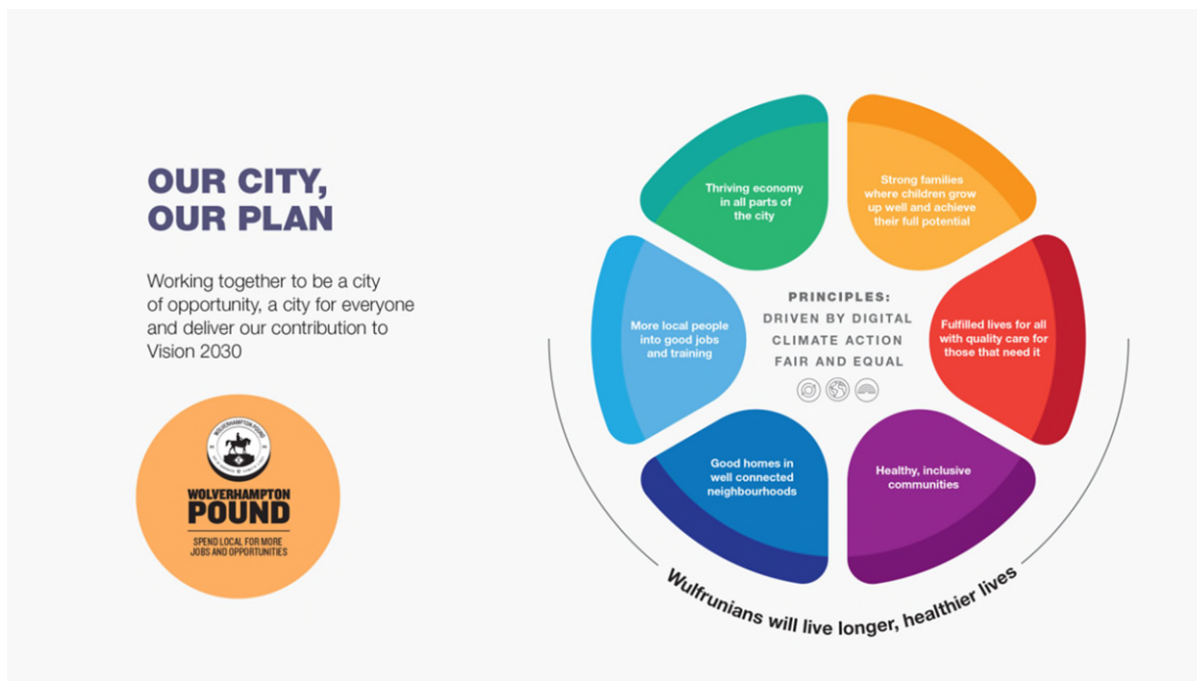 OUR CITY,
OUR PLAN
Working together to be a city
of opportunity, a city for everyone
and deliver our contribution to
Vision 2030
WOLVERHAMPTON POUND
WOLVERHAMPTON
POUND
SPEND LOCAL FOR MORE
JOBS AND OPPORTUNITIES
Thriving economy
in all parts of
the city
Strong families
where children grow
up well and achieve
their full potential
More local people
into good jobs
and training
PRINCIPLES:
DRIVEN BY DIGITAL
CLIMATE ACTION
FAIR AND EQUAL
Fulfilled lives for all
with quality care for
those that need it
Good homes in
well connected
neighbourhoods
Healthy, inclusive
communities
Wulfrunians will live longer, healthier lives